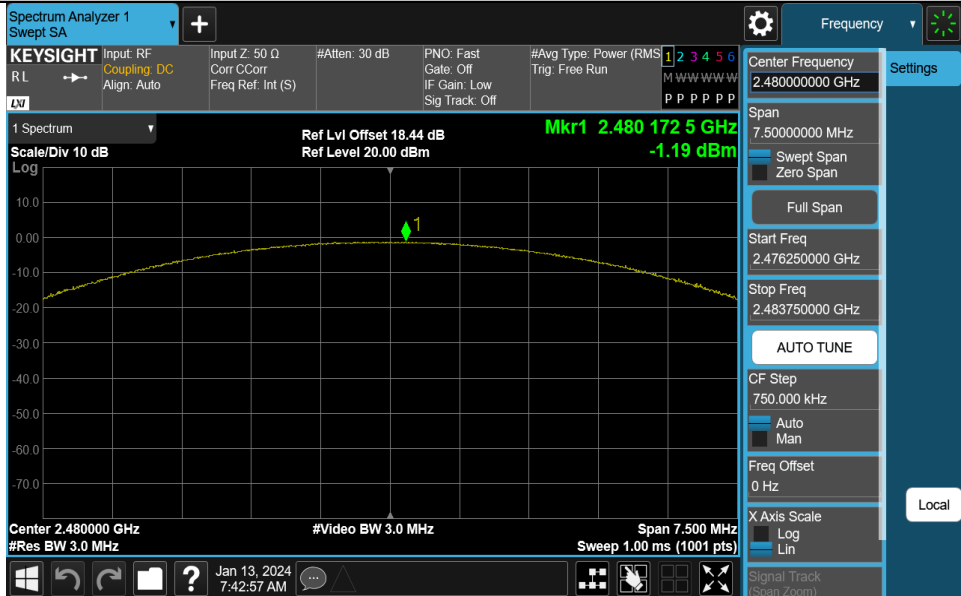 Spectrum Analyzer 1
Swept SA
+
Frequency
KEYSIGHT
R L
LXI
Input: RF
Coupling: DC
Align: Auto
Input Z: 50 Ω
Corr CCorr
Freq Ref: Int (S)
#Atten: 30 dB
PNO: Fast
Gate: Off
IF Gain: Low
Sig Track: Off
#Avg Type: Power (RMS
Trig: Free Run
1 2 3 4 5 6
M W W W W W
P P P P P P
1 Spectrum
Scale/Div 10 dB
Log
Ref Lvl Offset 18.44 dB
Ref Level 20.00 dBm
Mkr1 2.480 172 5 GHz
-1.19 dBm
10.0
0.00
-10.0
-20.0
-30.0
-40.0
-50.0
-60.0
-70.0
1
Center 2.480000 GHz
#Res BW 3.0 MHz
#Video BW 3.0 MHz
Span 7.500 MHz
Sweep 1.00 ms (1001 pts)
Center Frequency
2.480000000 GHz
Span
7.50000000 MHz
Swept Span
Zero Span
Full Span
Start Freq
2.476250000 GHz
Stop Freq
2.483750000 GHz
AUTO TUNE
CF Step
750.000 kHz
Auto
Man
Freq Offset
0 Hz
X Axis Scale
Log
Lin
Signal Track
(Span Zoom)
Settings
Local
?
Jan 13, 2024
7:42:57 AM